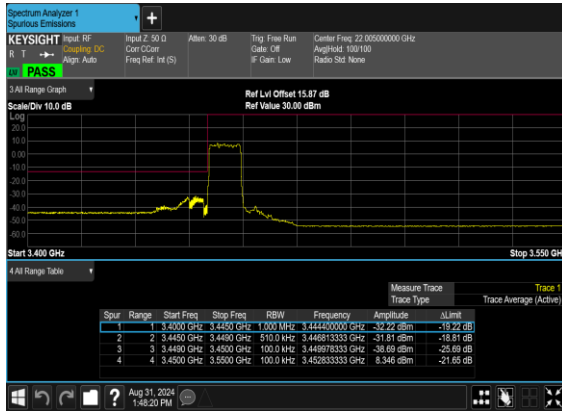 Spectrum Analyzer 1
Spurious Emissions
+
KEYSIGHT Input: RF Input Z: 50 Ω Atten: 30 dB Trig: Free Run Center Freq: 22.005000000 GHz
R T Coupling: DC Corr CCorr Gate: Off Avg|Hold: 100/100
Align: Auto Freq Ref: Int (S) IF Gain: Low Radio Std: None
LV PASS
3 All Range Graph
Ref Lvl Offset 15.87 dB
Scale/Div 10.0 dB Ref Value 30.00 dBm
Log
20.0
10.0
0.00
-10.0
-20.0
-30.0
-40.0
-50.0
-60.0
Start 3.400 GHz Stop 3.550 GH
4 All Range Table
Measure Trace Trace 1
Trace Type Trace Average (Active)
Spur Range Start Freq Stop Freq RBW Frequency Amplitude ΔLimit
1 1 3.4000 GHz 3.4450 GHz 1.000 MHz 3.444400000 GHz -32.22 dBm -19.22 dB
2 2 3.4450 GHz 3.4490 GHz 510.0 kHz 3.446813333 GHz -31.81 dBm -18.81 dB
3 3 3.4490 GHz 3.4500 GHz 100.0 kHz 3.449978333 GHz -38.69 dBm -25.69 dB
4 4 3.4500 GHz 3.5500 GHz 100.0 kHz 3.452833333 GHz 8.346 dBm -21.65 dB
? Aug 31, 2024
1:48:20 PM